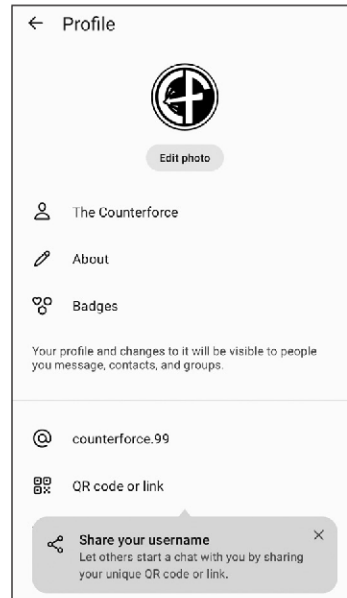 Profile
CF
Edit photo
The Counterforce
About
Badges
Your profile and changes to it will be visible to people
you message, contacts, and groups.
counterforce.99
QR code or link
Share your username
Let others start a chat with you by sharing
your unique QR code or link.